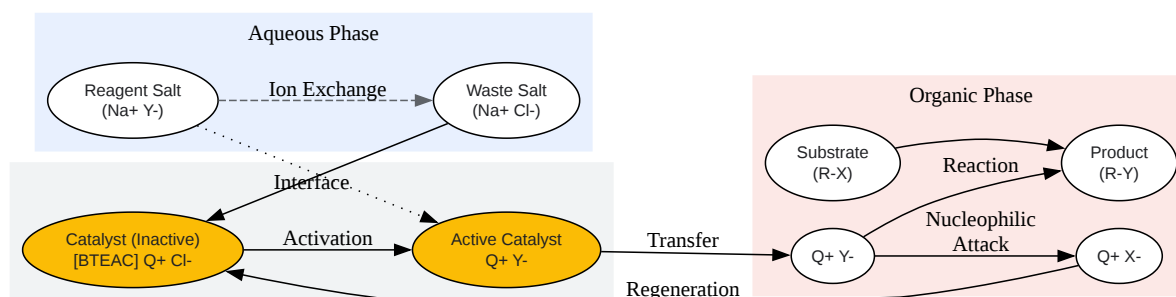 Aqueous Phase
Reagent Salt
(Na+ Y-)
Ion Exchange
Waste Salt
(Na+ Cl-)
Organic Phase
Substrate
(R-X)
Product
(R-Y)
Reaction
Interface
Catalyst (Inactive)
[BTEAC] Q+ Cl-
Activation
Active Catalyst
Q+ Y-
Transfer
Q+ Y-
Nucleophilic
Attack
Q+ X-
Regeneration